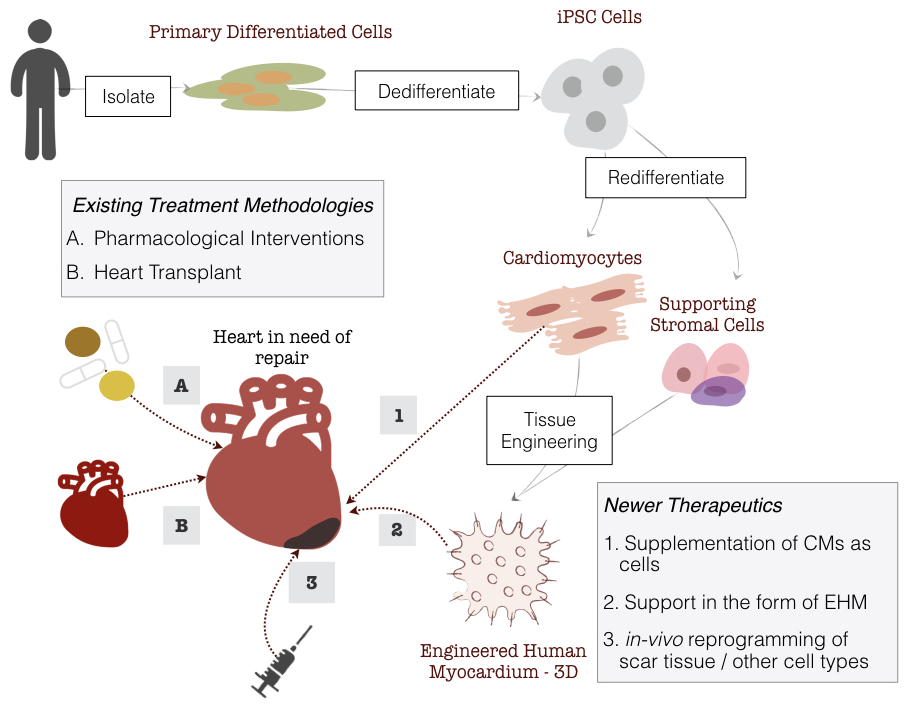 iPSC Cells
Primary Differentiated Cells
Isolate
Dedifferentiate
Redifferentiate
Existing Treatment Methodologies
A. Pharmacological Interventions
B. Heart Transplant
Cardiomyocytes
Supporting
Stromal Cells
Heart in need of
repair
A
1
Tissue
Engineering
B
2
3
Newer Therapeutics
1. Supplementation of CMs as
cells
2. Support in the form of EHM
3. in-vivo reprogramming of
scar tissue / other cell types
Engineered Human
Myocardium - 3D